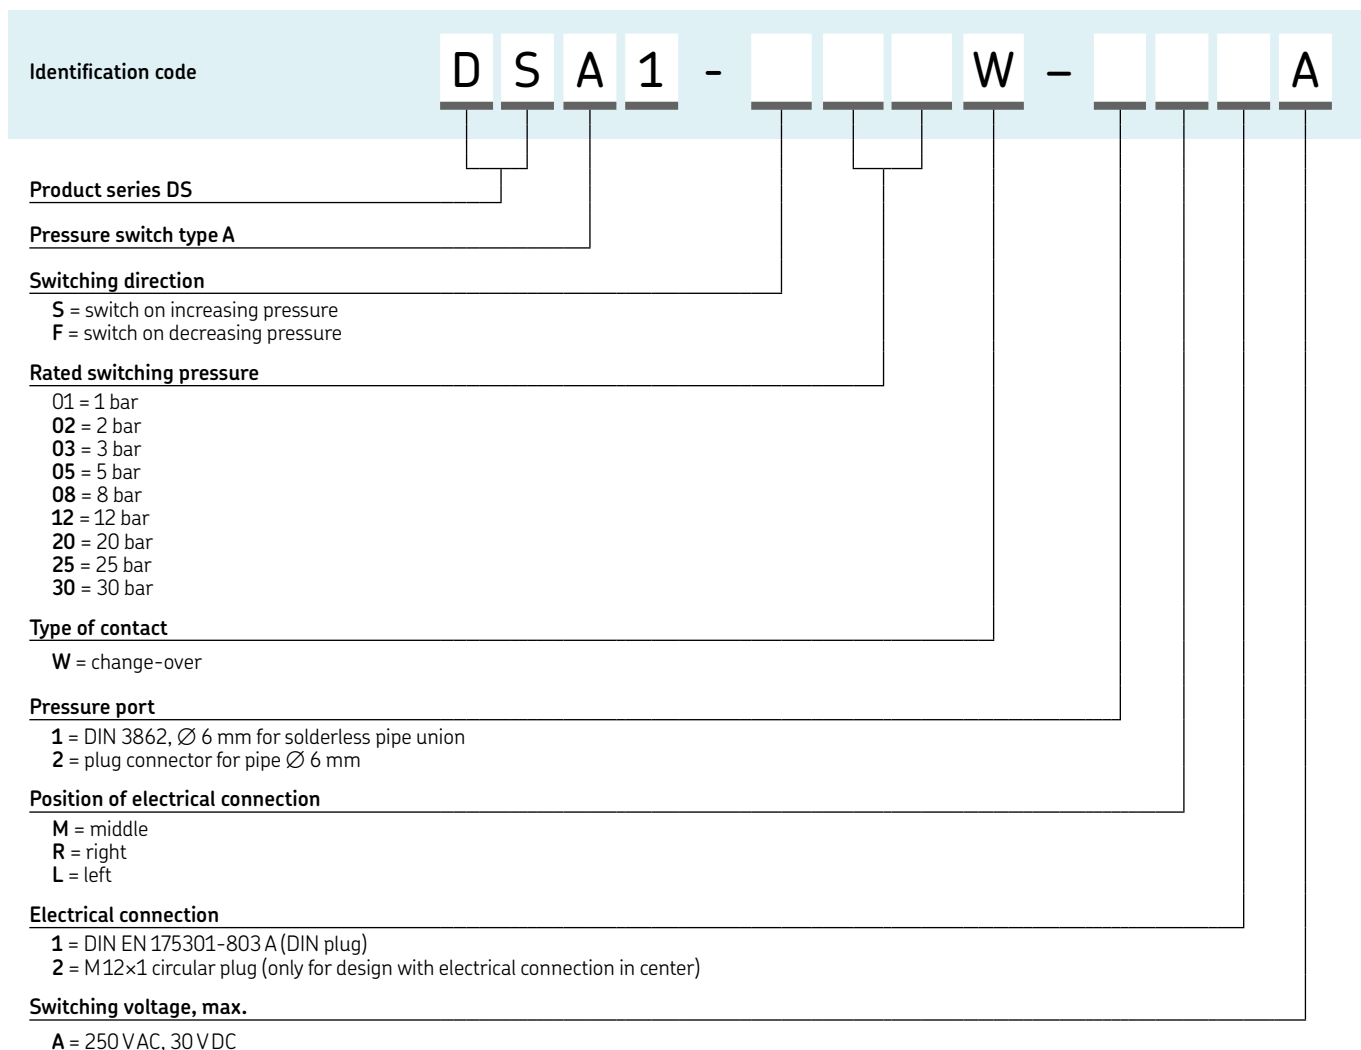 Identification code D S A 1 - W – A
Product series DS
Pressure switch type A
Switching direction
S = switch on increasing pressure
F = switch on decreasing pressure
Rated switching pressure
01 = 1 bar
02 = 2 bar
03 = 3 bar
05 = 5 bar
08 = 8 bar
12 = 12 bar
20 = 20 bar
25 = 25 bar
30 = 30 bar
Type of contact
W = change-over
Pressure port
1 = DIN 3862, ∅ 6 mm for solderless pipe union
2 = plug connector for pipe ∅ 6 mm
Position of electrical connection
M = middle
R = right
L = left
Electrical connection
1 = DIN EN 175301-803 A (DIN plug)
2 = M12×1 circular plug (only for design with electrical connection in center)
Switching voltage, max.
A = 250 V AC, 30 V DC